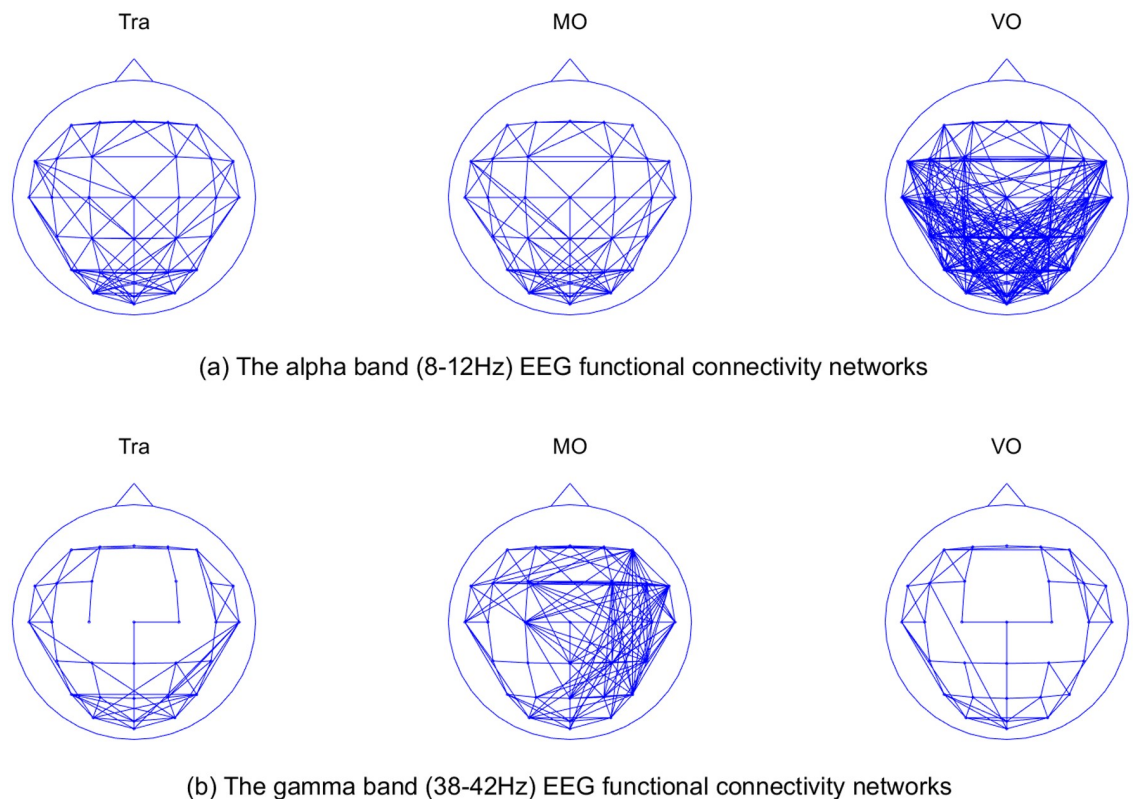 Tra MO VO
(a) The alpha band (8-12Hz) EEG functional connectivity networks
Tra MO VO
(b) The gamma band (38-42Hz) EEG functional connectivity networks